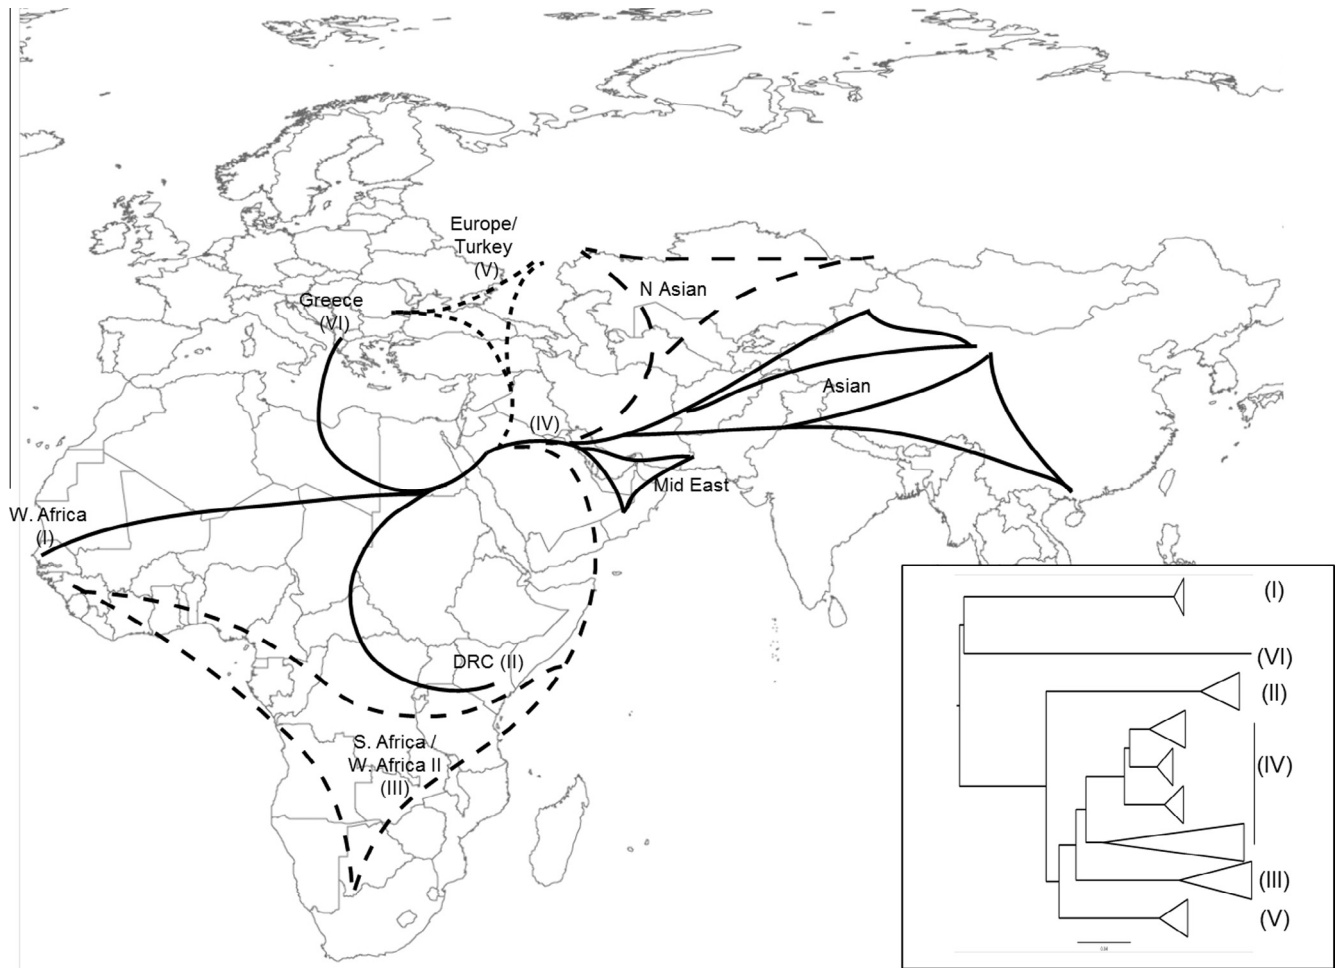 Europe/
Turkey
(V)
Greece
(VI)
N Asian
Asian
(IV)
Mid East
W. Africa
(I)
DRC (II)
S. Africa /
W. Africa II
(III)
(I)
(VI)
(II)
(IV)
(III)
(V)